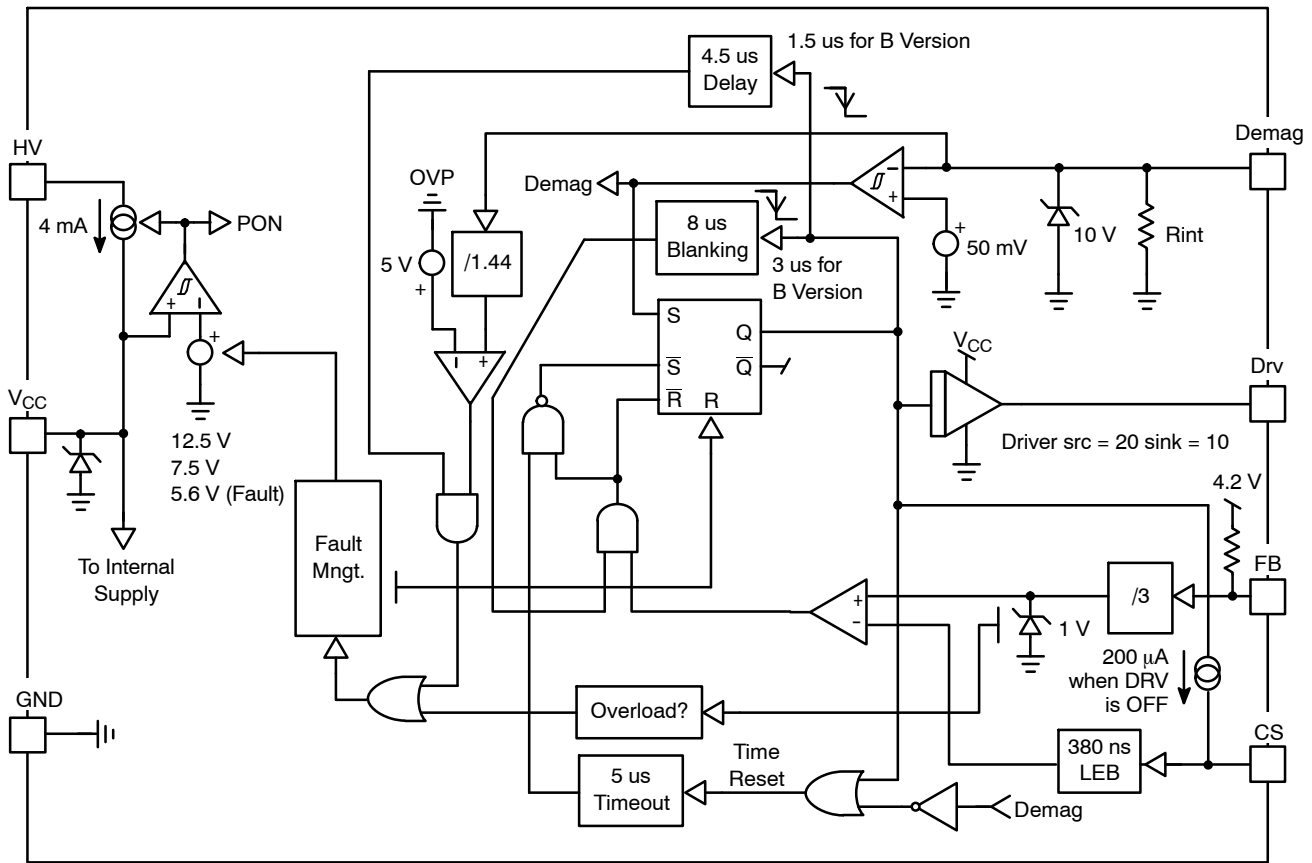 4.5 us
Delay
1.5 us for B Version
HV
Demag
OVP
Demag
4 mA
PON
8 us
Blanking
5 V
+
/1.44
+
50 mV
10 V
Rint
3 us for
B Version
+ −
+
− +
− +
S
Q
S
Q
R
R
VCC
Drv
VCC
12.5 V
7.5 V
5.6 V (Fault)
Driver src = 20 sink = 10
4.2 V
To Internal
Supply
Fault
Mngt.
FB
+
−
/3
1 V
200 μA
when DRV
is OFF
GND
Overload?
CS
380 ns
LEB
5 us
Timeout
Time
Reset
Demag